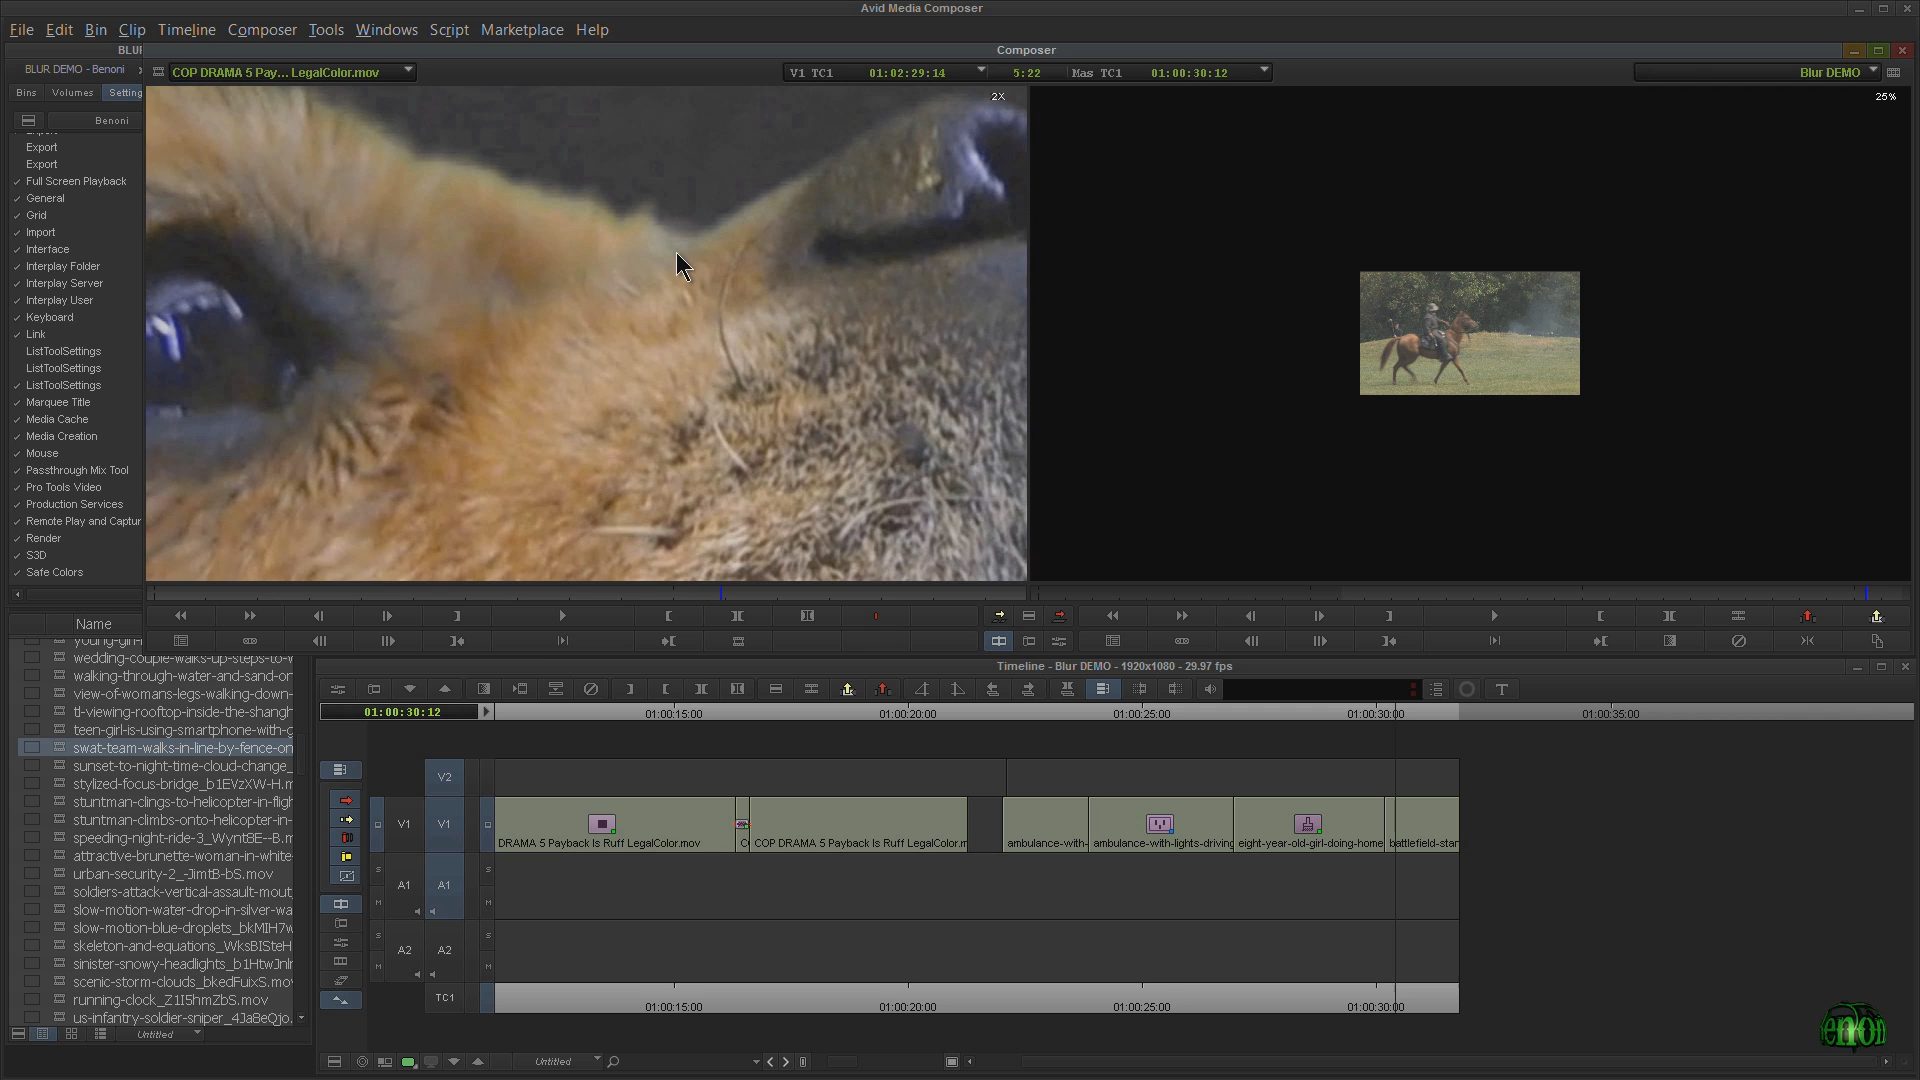 Avid Media Composer
File Edit Bin Clip Timeline Composer Tools Windows Script Marketplace Help
BLUR
Composer
BLUR DEMO - Benoni
COP DRAMA 5 Pay... LegalColor.mov
V1 TC1 01:02:29:14 5:22 Mas TC1 01:00:30:12
Blur DEMO
Bins Volumes Setting
2X
25%
Benoni
Export
Export
Full Screen Playback
General
Grid
Import
Interface
Interplay Folder
Interplay Server
Interplay User
Keyboard
Link
ListToolSettings
ListToolSettings
ListToolSettings
Marquee Title
Media Cache
Media Creation
Mouse
Passthrough Mix Tool
Pro Tools Video
Production Services
Remote Play and Captur
Render
S3D
Safe Colors
Name
young-girl-
wedding-couple-walks-up-steps-to-v
walking-through-water-and-sand-on
view-of-womans-legs-walking-down-
tl-viewing-rooftop-inside-the-shangh
teen-girl-is-using-smartphone-with-c
swat-team-walks-in-line-by-fence-on
sunset-to-night-time-cloud-change_
stylized-focus-bridge_b1EVzXW-H.m
stuntman-clings-to-helicopter-in-fligh
stuntman-climbs-onto-helicopter-in-
speeding-night-ride-3_Wynt8E--B.m
attractive-brunette-woman-in-white-
urban-security-2_-JimtB-bS.mov
soldiers-attack-vertical-assault-mout_
slow-motion-water-drop-in-silver-wa
slow-motion-blue-droplets_bkMIH7w
skeleton-and-equations_WksBISteH
sinister-snowy-headlights_b1HtwJnlr
scenic-storm-clouds_bkedFuixS.mov
running-clock_Z1I5hmZbS.mov
us-infantry-soldier-sniper_4Ja8eQjo.
Untitled
Timeline - Blur DEMO - 1920x1080 - 29.97 fps
01:00:30:12
01:00:15:00 01:00:20:00 01:00:25:00 01:00:30:00 01:00:35:00
V2
V1 V1
DRAMA 5 Payback Is Ruff LegalColor.mov
COP DRAMA 5 Payback Is Ruff LegalColor.m
ambulance-with-
ambulance-with-lights-driving
eight-year-old-girl-doing-home
battlefield-star
A1 A1
S
M
S
M
A2 A2
S
M
S
M
TC1
01:00:15:00 01:00:20:00 01:00:25:00 01:00:30:00
Untitled